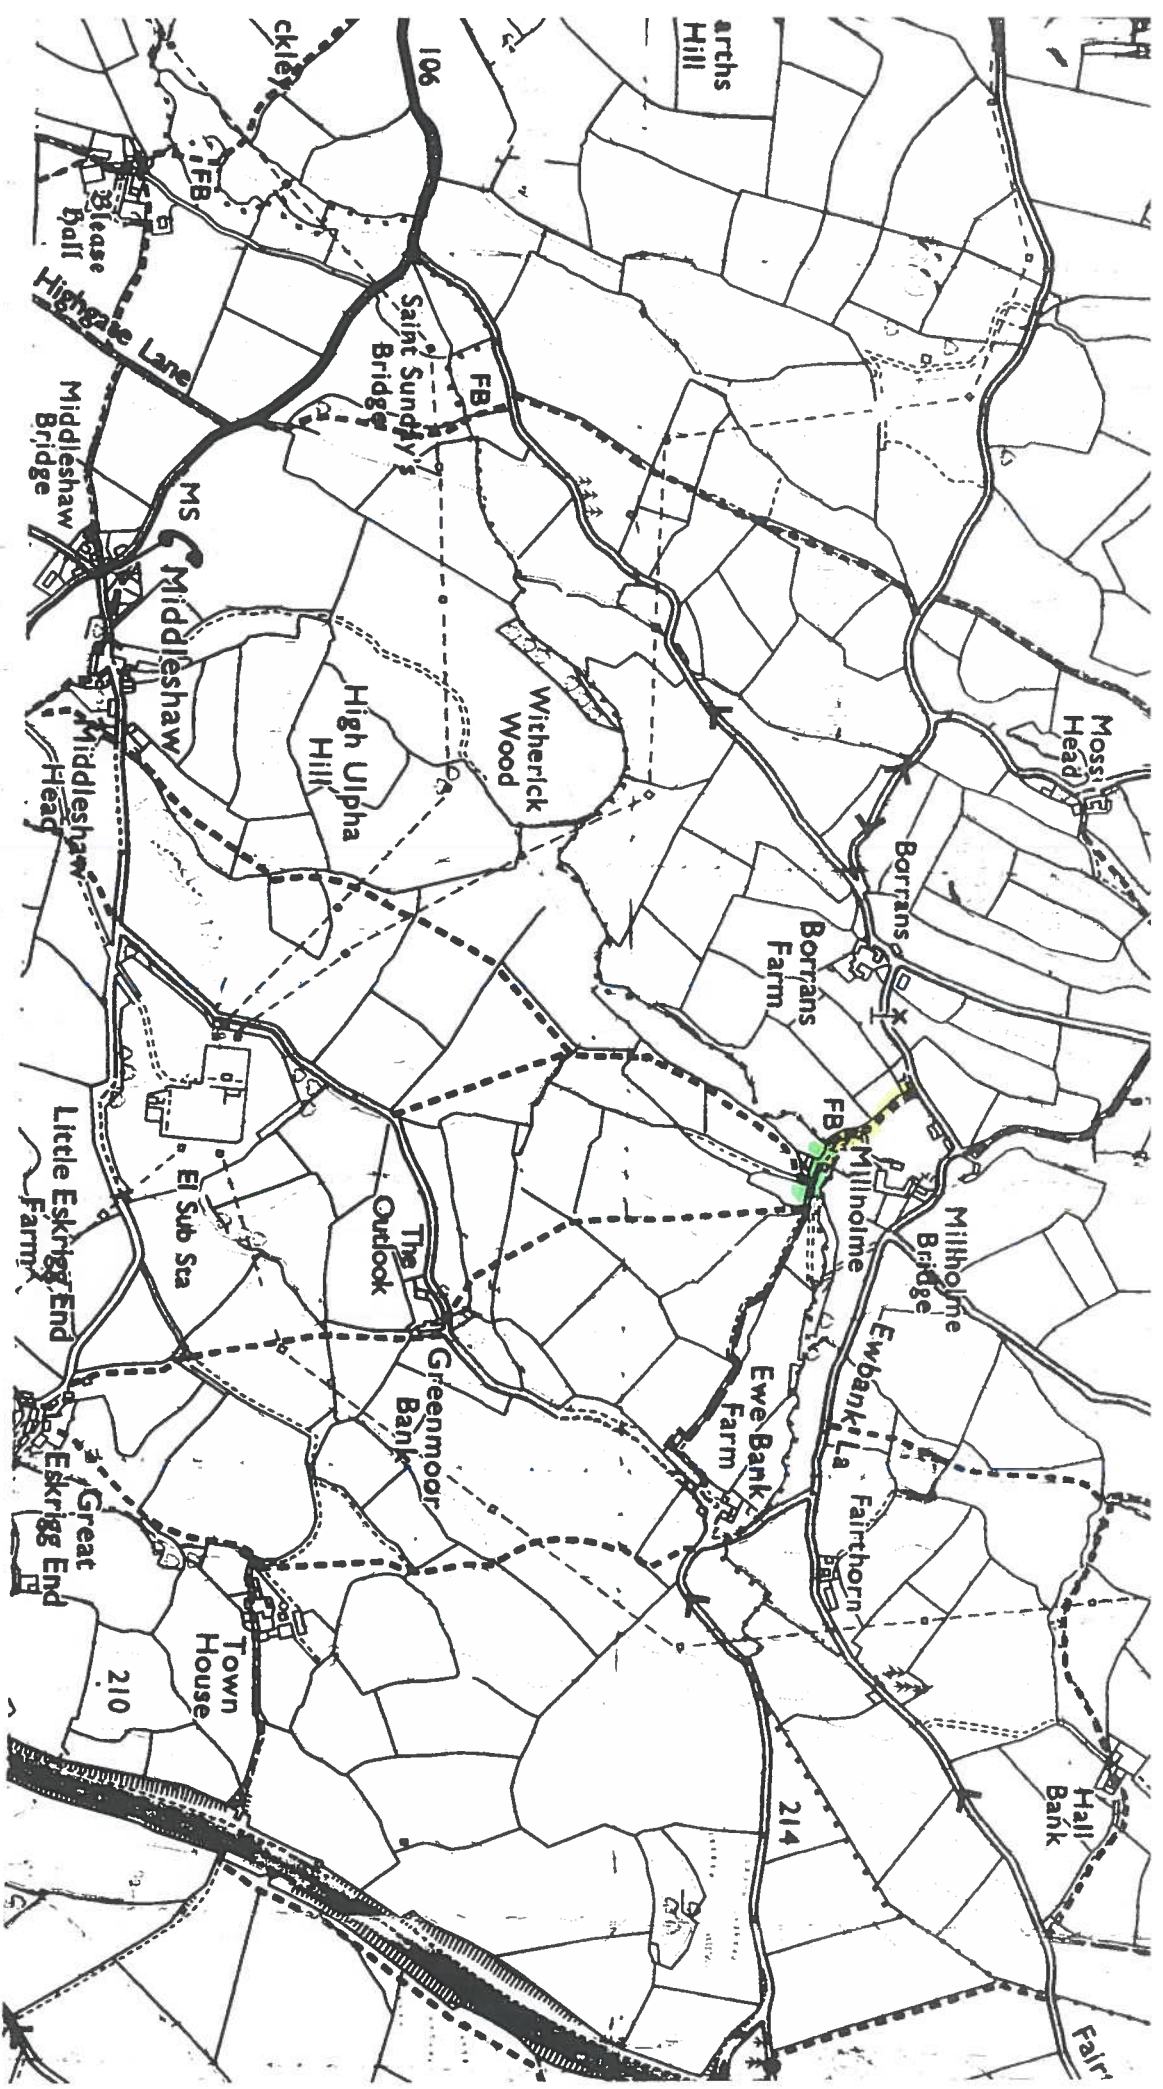 arths
Hill
106
ckley
FB
Blease
Hall
Highgate Lane
Saint Sunday's
Bridge
FB
Middleshaw
Bridge
MS
Middleshaw
Middleshaw
Head
High Ulpha
Hill
Witherick
Wood
Mossi
Head
Borrans
Borrans
Farm
FB
Millholme
Millholme
Bridge
Ewbank La
Fairthorn
Ewe Bank
Farm
The
Outlook
Greenmoor
Bank
El Sub Sta
Little Eskrigg End
Farm
Great
Eskrigg End
Town
House
210
214
Hall
Bank
Fair